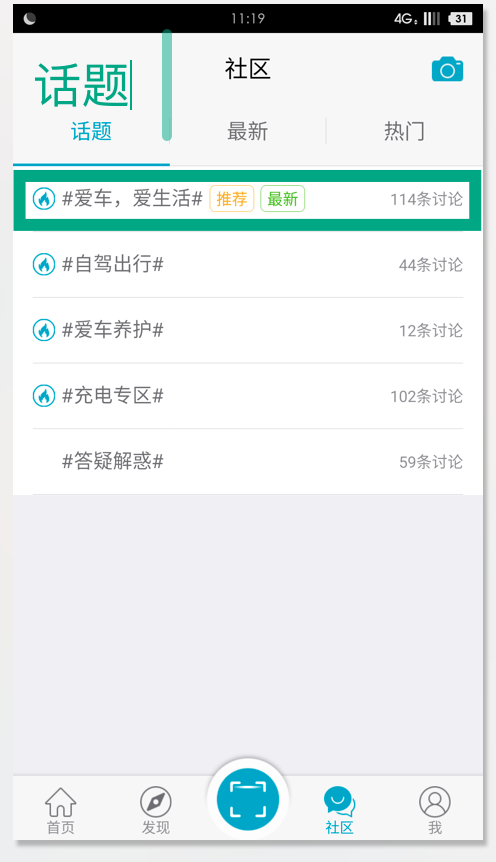 11:19 4G 31
话题
社区
话题 最新 热门
#爱车，爱生活# 推荐 最新 114条讨论
#自驾出行# 44条讨论
#爱车养护# 12条讨论
#充电专区# 102条讨论
#答疑解惑# 59条讨论
首页 发现 社区 我